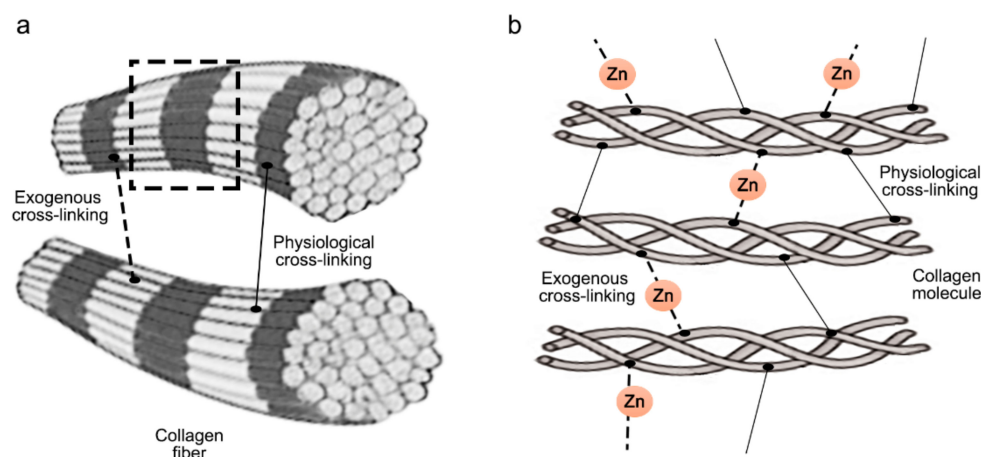 a
Exogenous
cross-linking
Physiological
cross-linking
Collagen
fiber
b
Zn
Zn
Physiological
cross-linking
Zn
Exogenous
cross-linking
Zn
Collagen
molecule
Zn